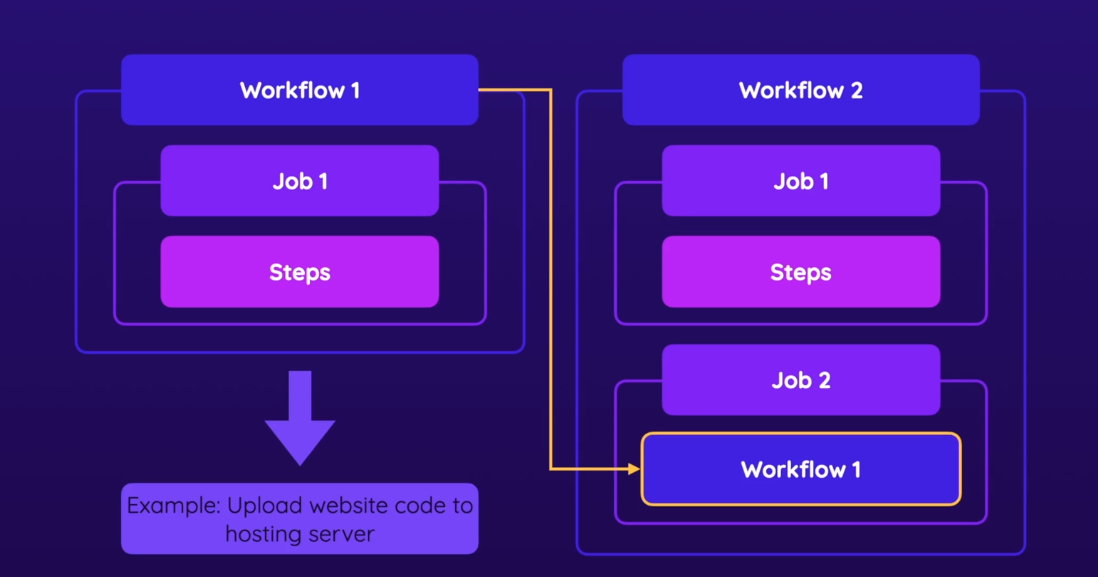 Workflow 1
Job 1
Steps
Example: Upload website code to
hosting server
Workflow 2
Job 1
Steps
Job 2
Workflow 1